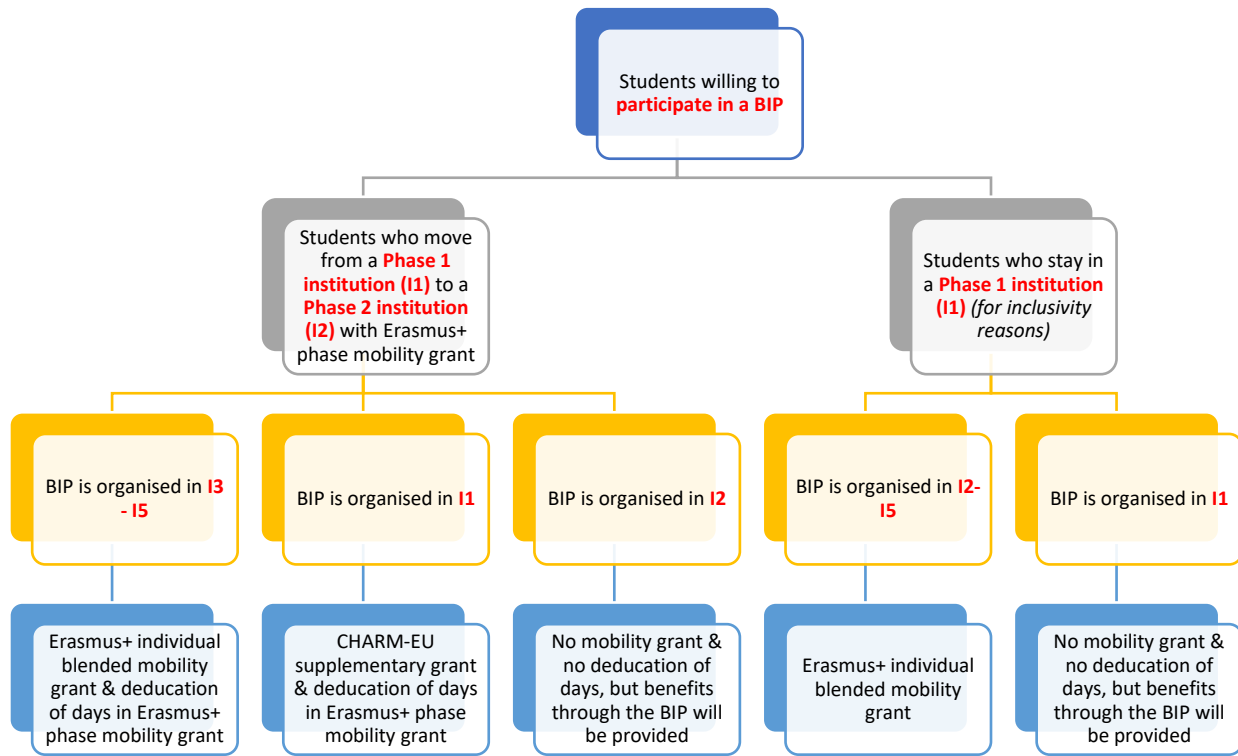 Students willing to
participate in a BIP
Students who move
from a Phase 1
institution (I1) to a
Phase 2 institution
(I2) with Erasmus+
phase mobility grant
Students who stay in
a Phase 1 institution
(I1) (for inclusivity
reasons)
BIP is organised in I3
- I5
BIP is organised in I1
BIP is organised in I2
BIP is organised in I2-
I5
BIP is organised in I1
Erasmus+ individual
blended mobility
grant & deducation
of days in Erasmus+
phase mobility grant
CHARM-EU
supplementary grant
& deducation of days
in Erasmus+ phase
mobility grant
No mobility grant &
no deducation of
days, but benefits
through the BIP will
be provided
Erasmus+ individual
blended mobility
grant
No mobility grant &
no deducation of
days, but benefits
through the BIP will
be provided